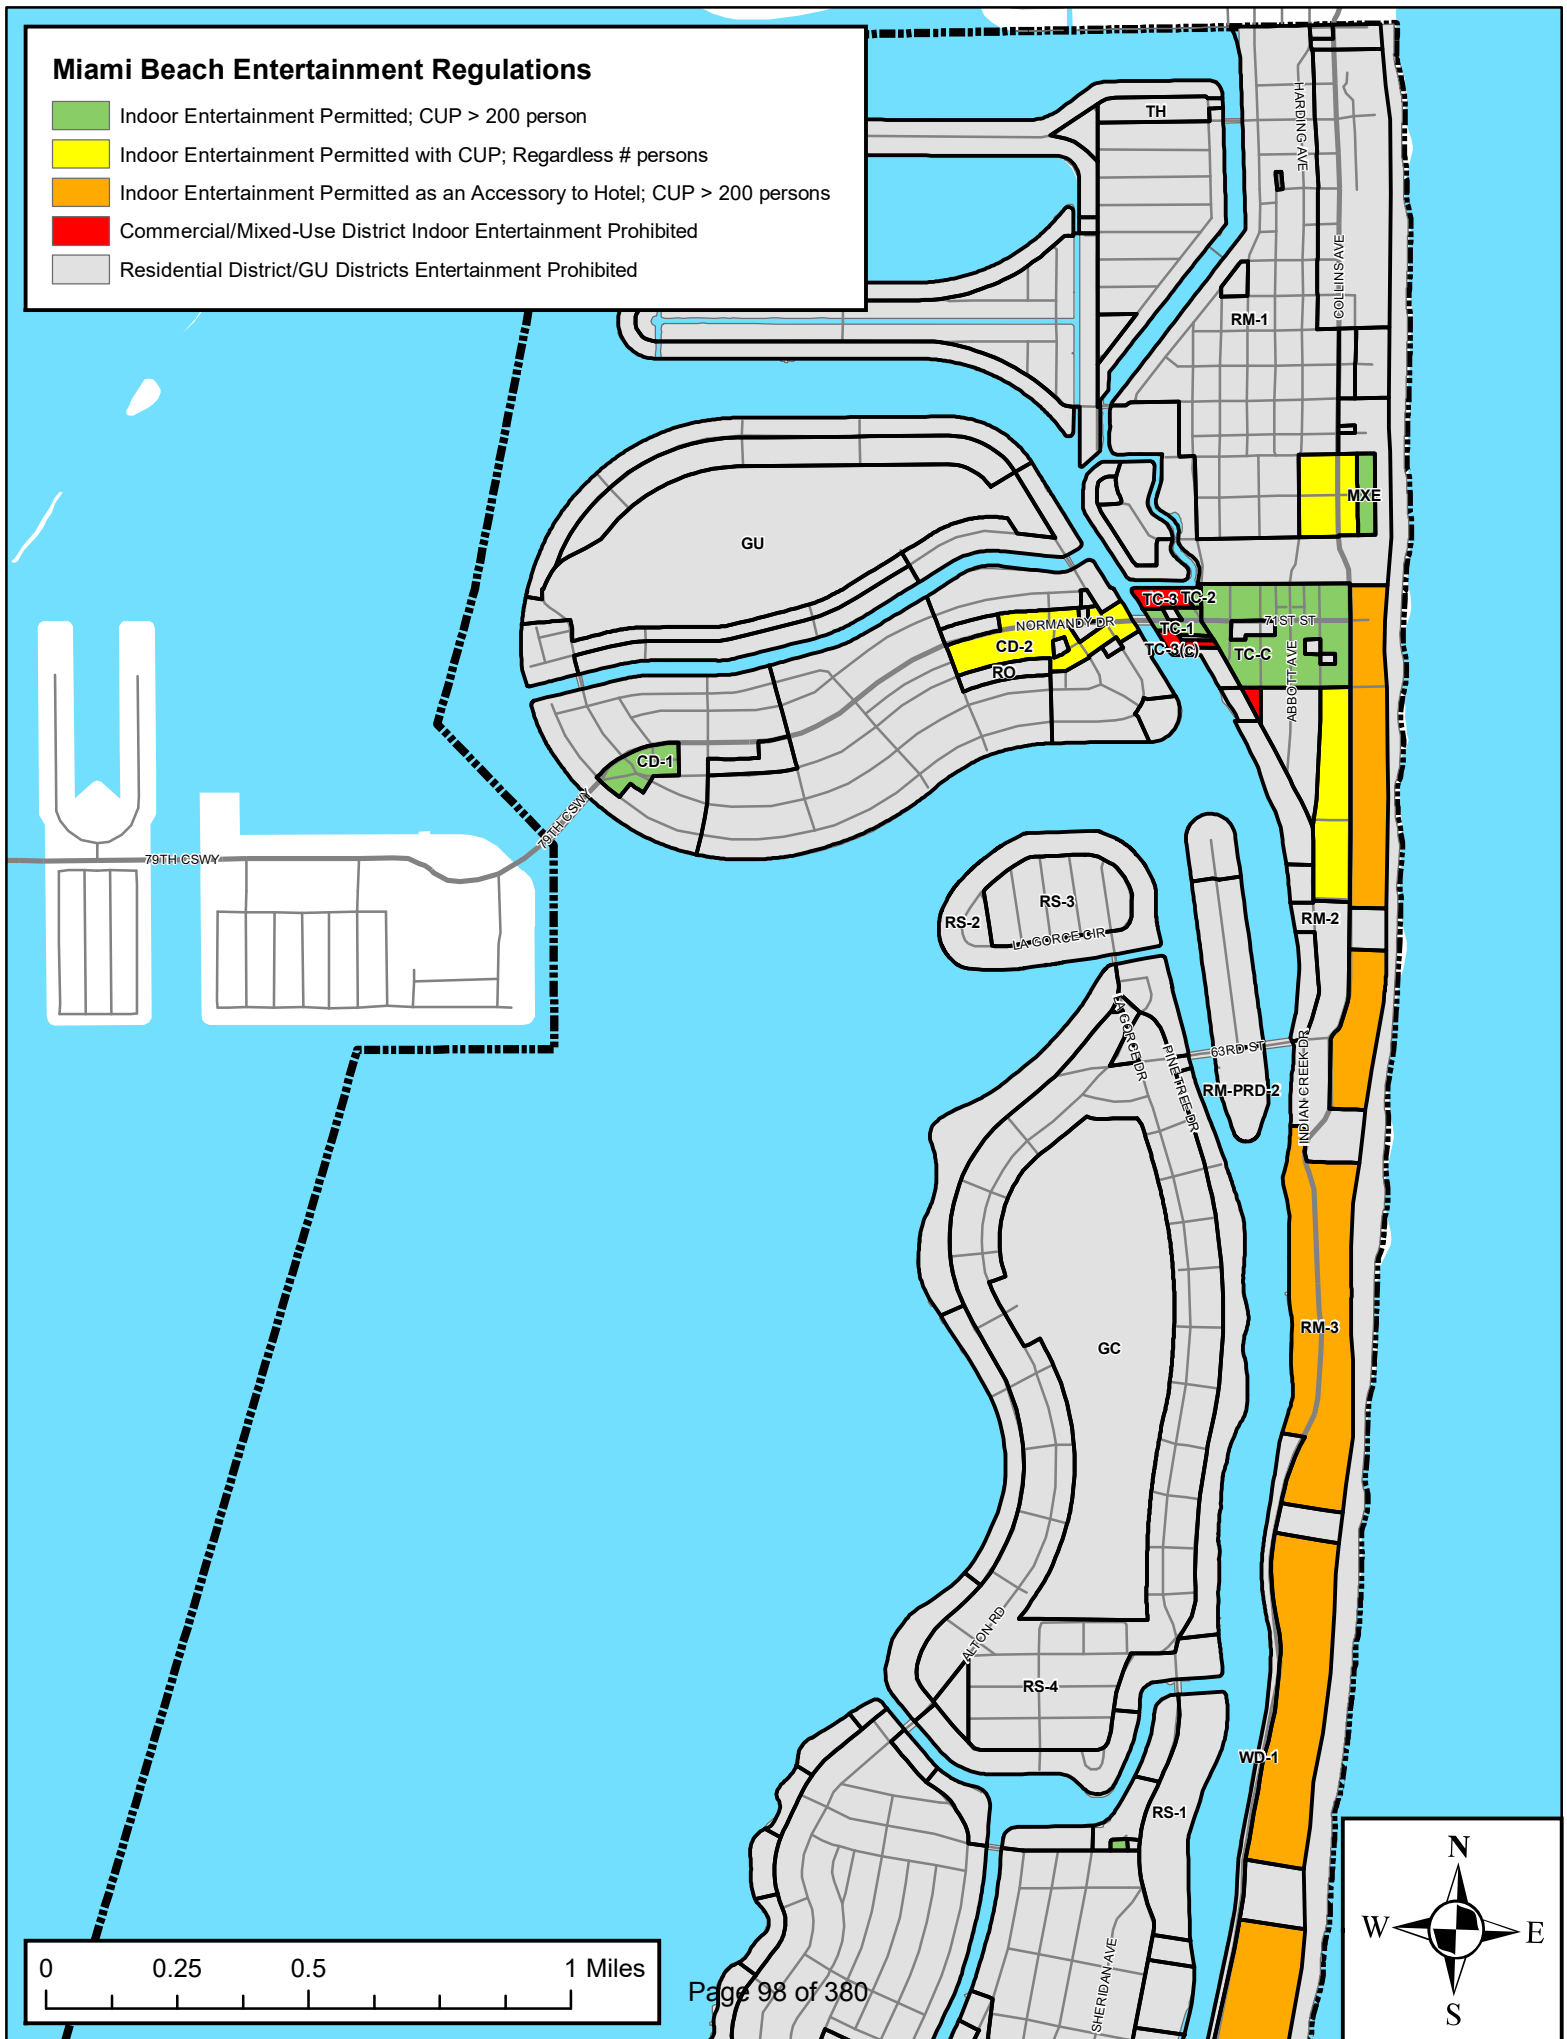 Miami Beach Entertainment Regulations
Indoor Entertainment Permitted; CUP > 200 person
Indoor Entertainment Permitted with CUP; Regardless # persons
Indoor Entertainment Permitted as an Accessory to Hotel; CUP > 200 persons
Commercial/Mixed-Use District Indoor Entertainment Prohibited
Residential District/GU Districts Entertainment Prohibited
TH
HARDING AVE
COLLINS AVE
RM-1
MXE
GU
TC-3
TC-2
NORMANDY DR
TC-1
71ST ST
CD-2
TC-3(c)
TC-C
RO
ABBOTT AVE
CD-1
79TH CSWY
79TH CSWY
RS-3
RS-2
LA GORCE CIR
RM-2
LA GORCE DR
PINE TREE DR
63RD ST
INDIAN CREEK DR
RM-PRD-2
RM-3
GC
ALTON RD
RS-4
WD-1
RS-1
SHERIDAN AVE
N
W
E
S
0 0.25 0.5 1 Miles
Page 98 of 380